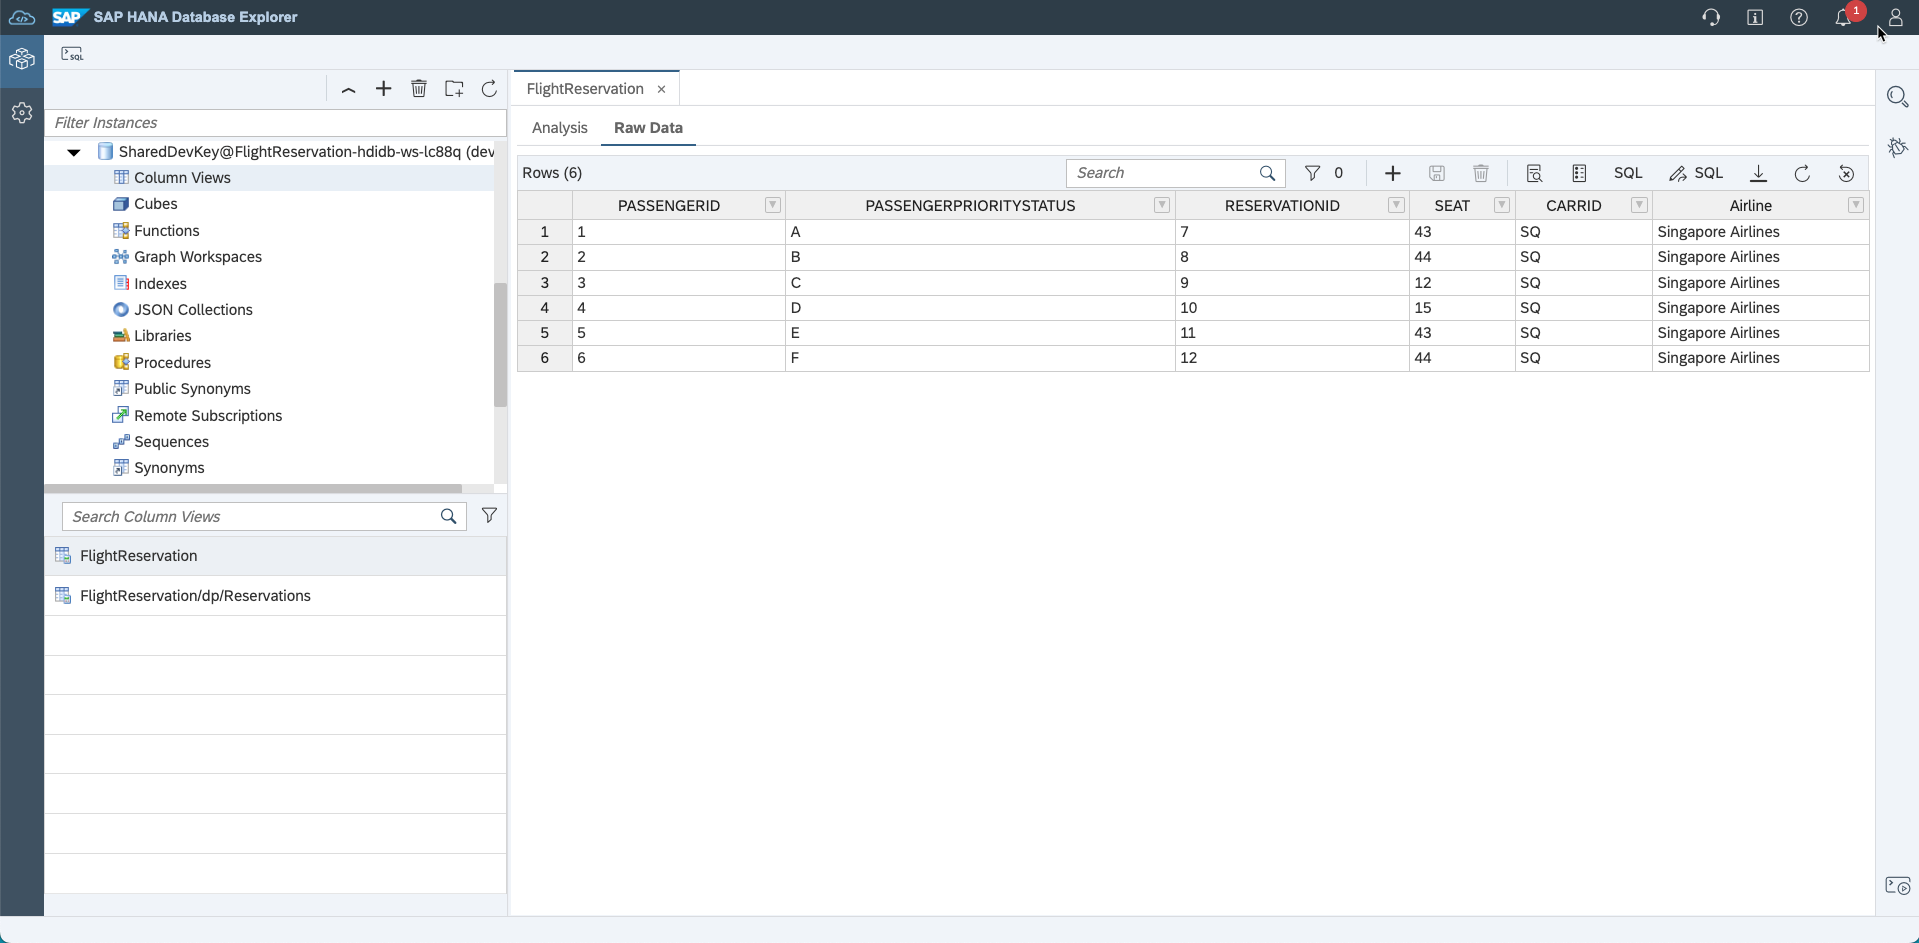 SAP SAP HANA Database Explorer
1
SQL
Filter Instances
SharedDevKey@FlightReservation-hdidb-ws-lc88q (dev
Column Views
Cubes
Functions
Graph Workspaces
Indexes
JSON Collections
Libraries
Procedures
Public Synonyms
Remote Subscriptions
Sequences
Synonyms
Search Column Views
FlightReservation
FlightReservation/dp/Reservations
FlightReservation ×
Analysis Raw Data
Rows (6) Search 0 SQL SQL
PASSENGERID PASSENGERPRIORITYSTATUS RESERVATIONID SEAT CARRID Airline
1 1 A 7 43 SQ Singapore Airlines
2 2 B 8 44 SQ Singapore Airlines
3 3 C 9 12 SQ Singapore Airlines
4 4 D 10 15 SQ Singapore Airlines
5 5 E 11 43 SQ Singapore Airlines
6 6 F 12 44 SQ Singapore Airlines